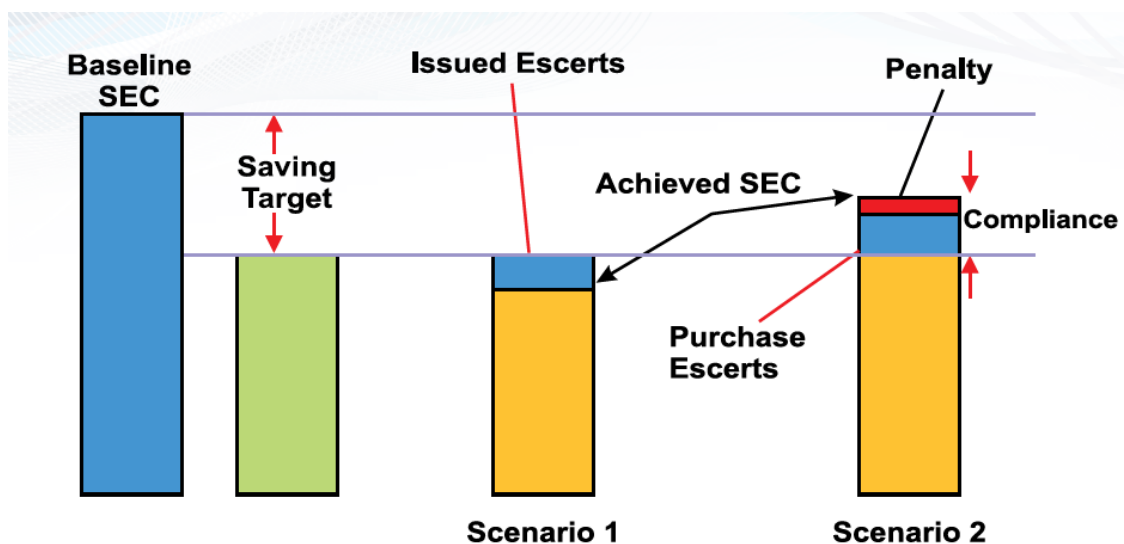 Baseline
SEC
Issued Escerts
Penalty
Saving
Target
Achieved SEC
Compliance
Purchase
Escerts
Scenario 1
Scenario 2